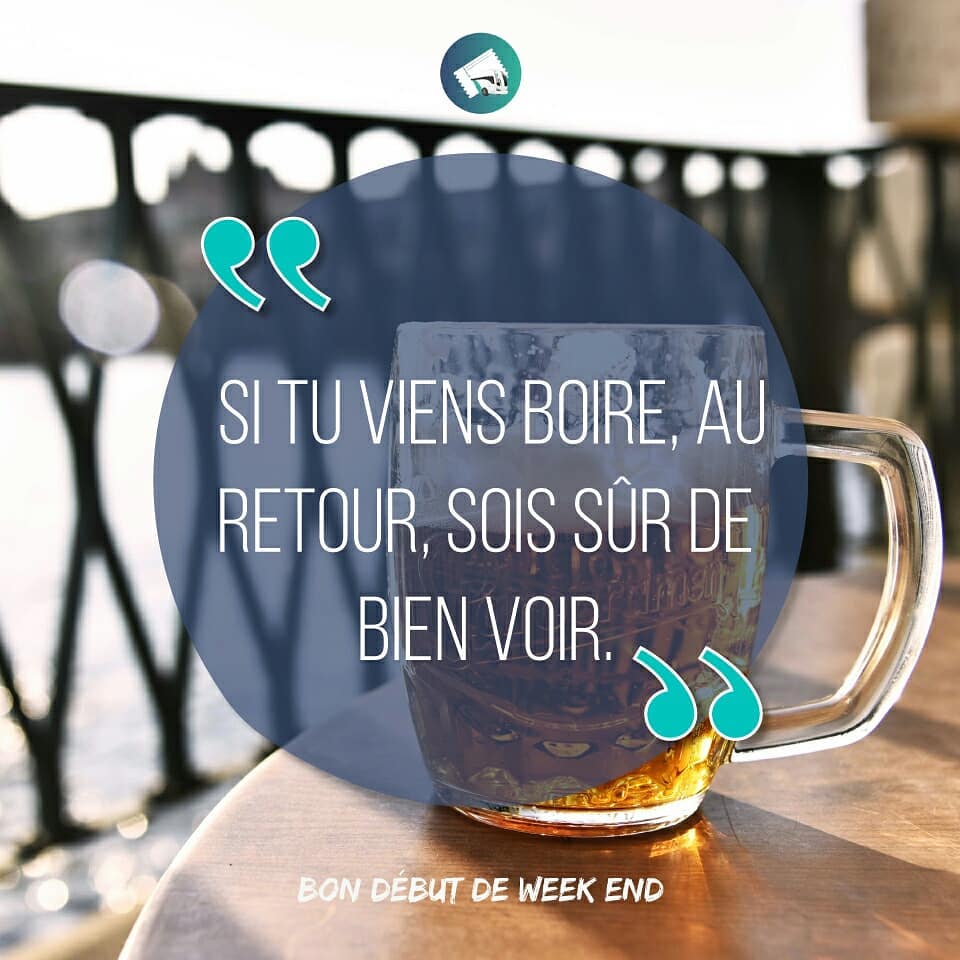 SI TU VIENS BOIRE, AU
RETOUR, SOIS SÛR DE
BIEN VOIR.
BON DÉBUT DE WEEK END